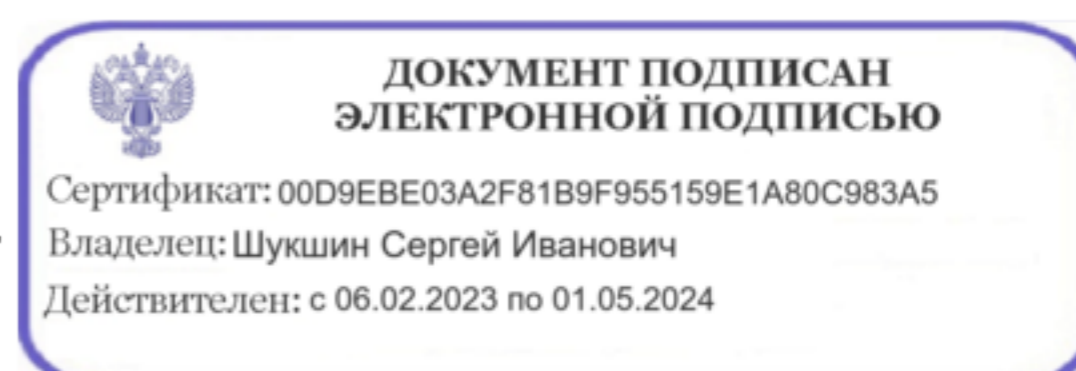 ДОКУМЕНТ ПОДПИСАН
ЭЛЕКТРОННОЙ ПОДПИСЬЮ
Сертификат: 00D9EBE03A2F81B9F955159E1A80C983A5
Владелец: Шукшин Сергей Иванович
Действителен: с 06.02.2023 по 01.05.2024